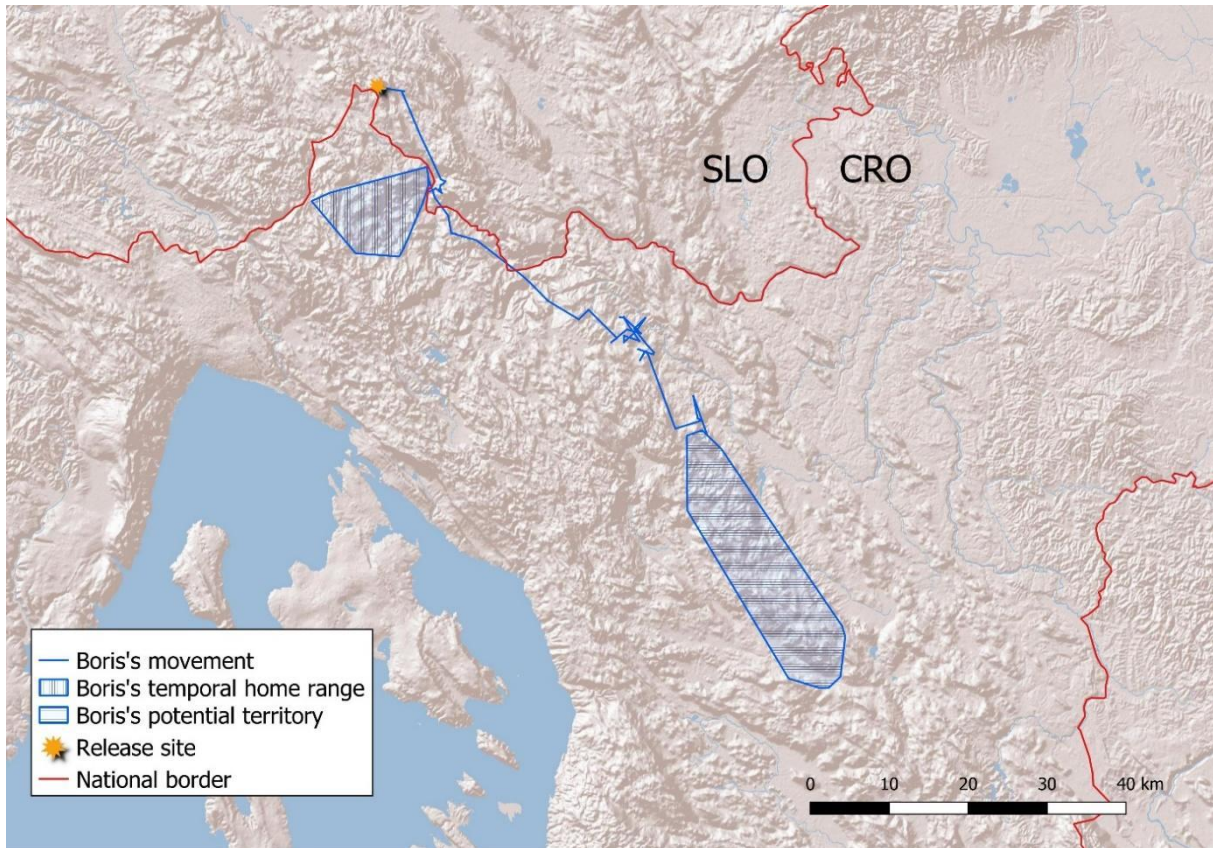 SLO
CRO
Boris's movement
Boris's temporal home range
Boris's potential territory
Release site
National border
0 10 20 30 40 km